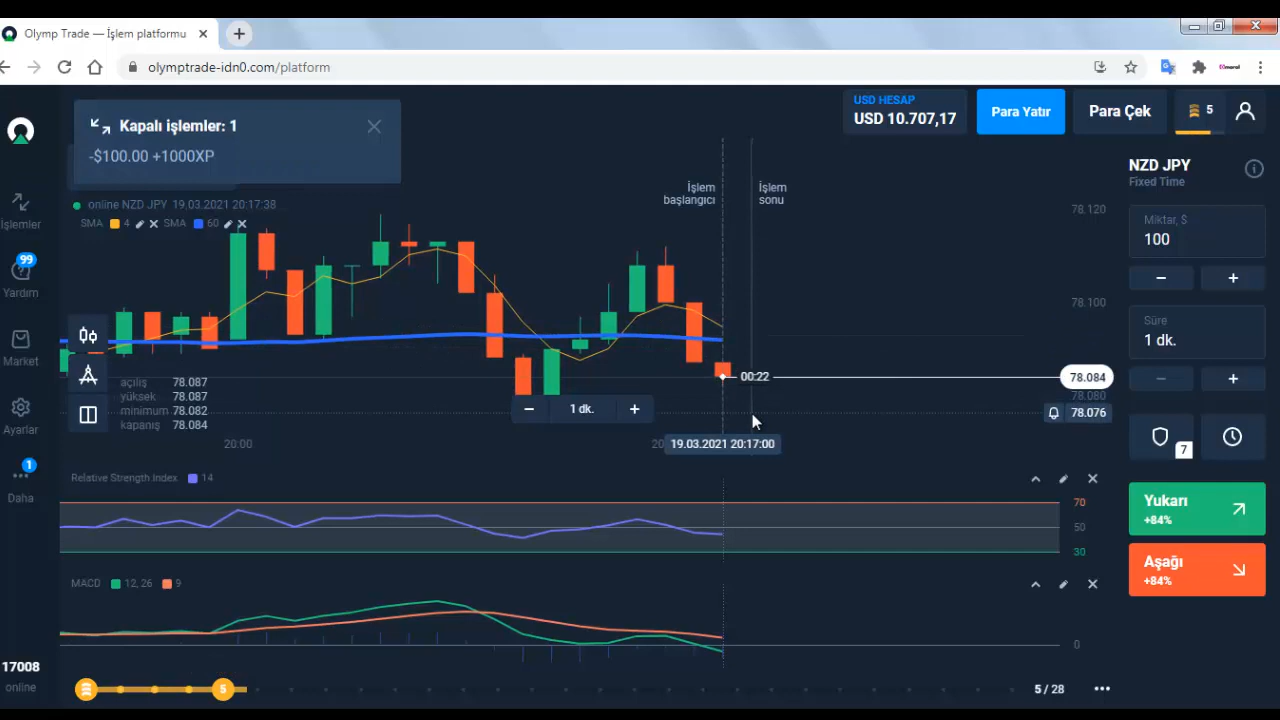 Olymp Trade — İşlem platformu
olymptrade-idn0.com/platform
Kapalı işlemler: 1
-$100.00 +1000XP
USD HESAP
USD 10.707,17
Para Yatır
Para Çek
5
NZD JPY
Fixed Time
online NZD JPY 19.03.2021 20:17:38
SMA 4 SMA 60
İşlem
başlangıcı
İşlem
sonu
78.120
78.100
78.080
İşlemler
99
Yardım
Market
Ayarlar
1
Daha
Miktar, $
100
Süre
1 dk.
00:22
78.084
78.076
açılış 78.087
yüksek 78.087
minimum 78.082
kapanış 78.084
1 dk.
20:00
19.03.2021 20:17:00
7
Relative Strength Index 14
70
50
30
Yukarı
+84%
Aşağı
+84%
MACD 12, 26 9
0
17008
online
5
5 / 28